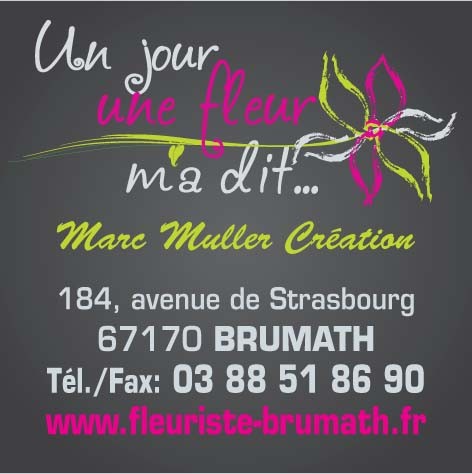 Un jour
une fleur
m'a dit...
Marc Muller Création
184, avenue de Strasbourg
67170 BRUMATH
Tél./Fax: 03 88 51 86 90
www.fleuriste-brumath.fr